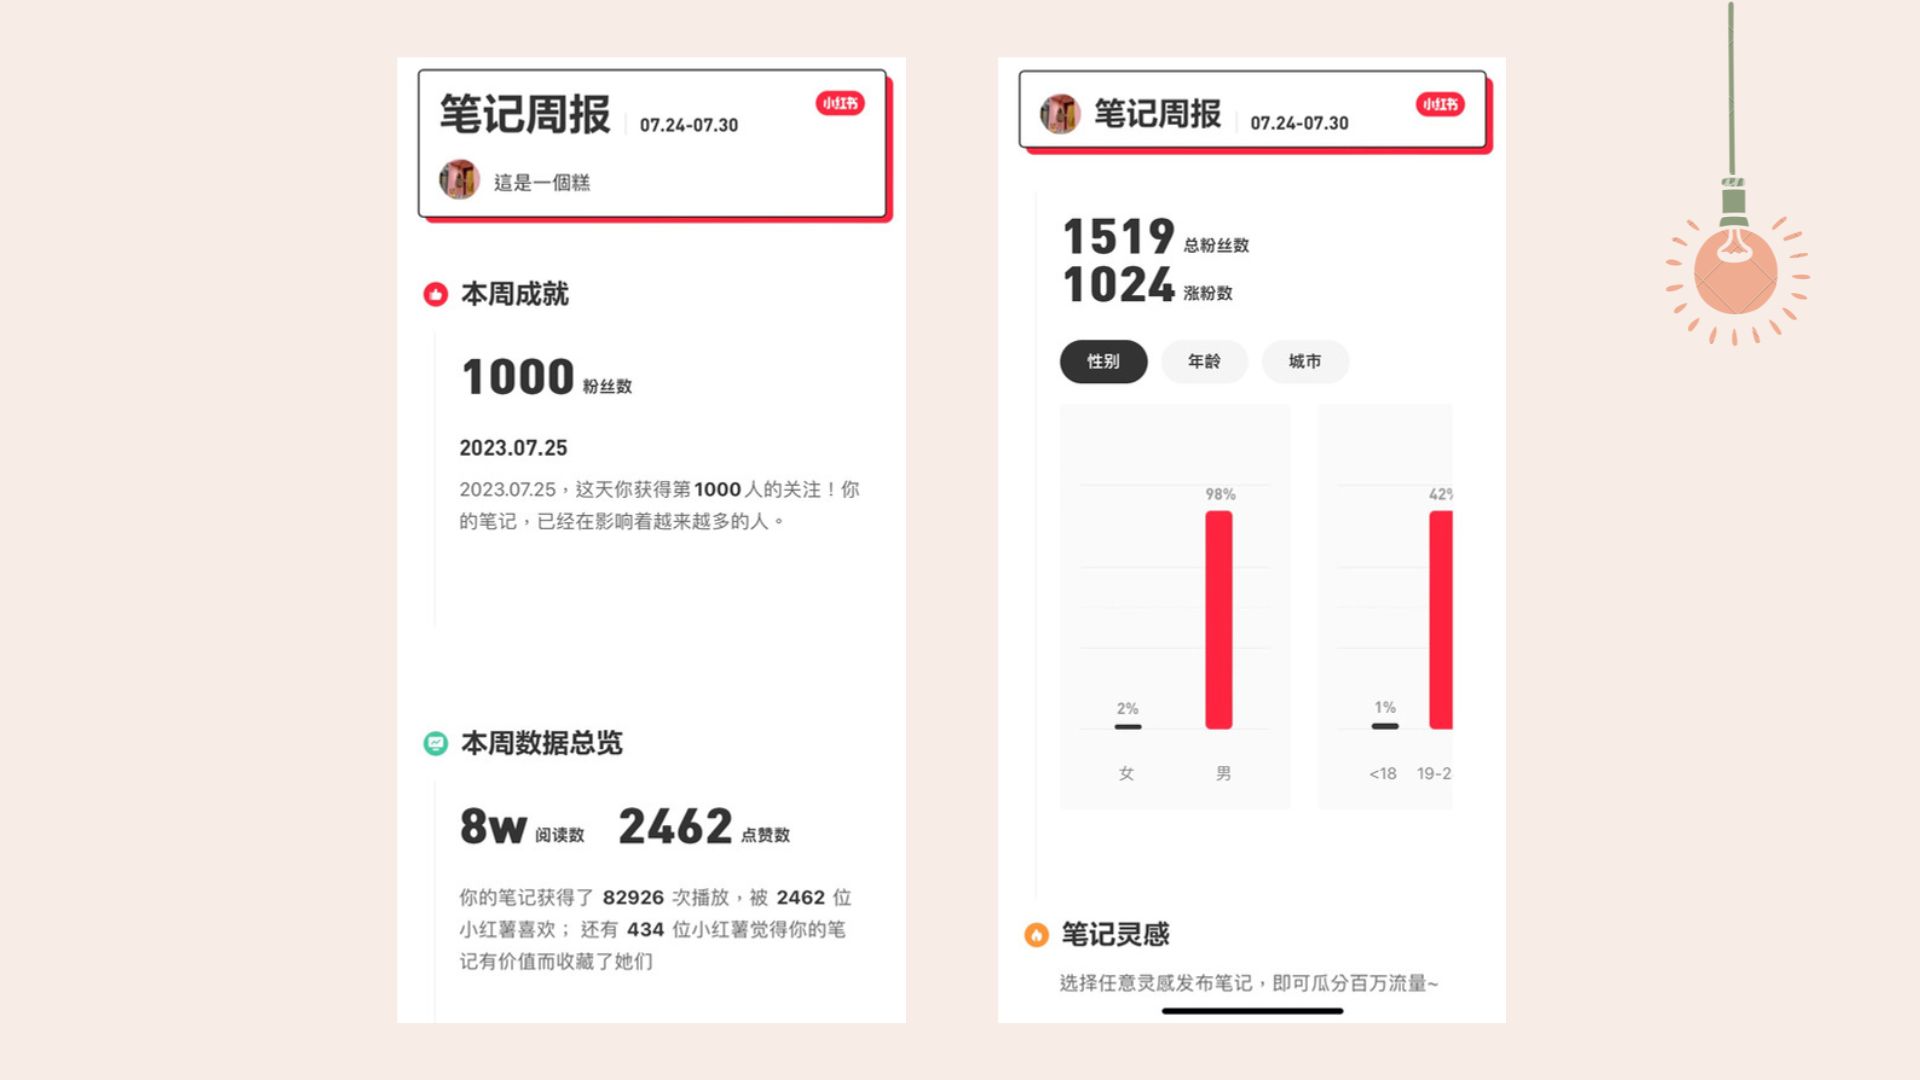 笔记周报
07.24-07.30
小红书
這是一個糕
本周成就
1000 粉丝数
2023.07.25
2023.07.25，这天你获得第1000人的关注！你
的笔记，已经在影响着越来越多的人。
本周数据总览
8w 阅读数 2462 点赞数
你的笔记获得了 82926 次播放，被 2462 位
小红薯喜欢； 还有 434 位小红薯觉得你的笔
记有价值而收藏了她们
笔记周报
07.24-07.30
小红书
1519 总粉丝数
1024 涨粉数
性别 年龄 城市
98%
2%
女 男
42%
1%
<18 19-2
笔记灵感
选择任意灵感发布笔记，即可瓜分百万流量~